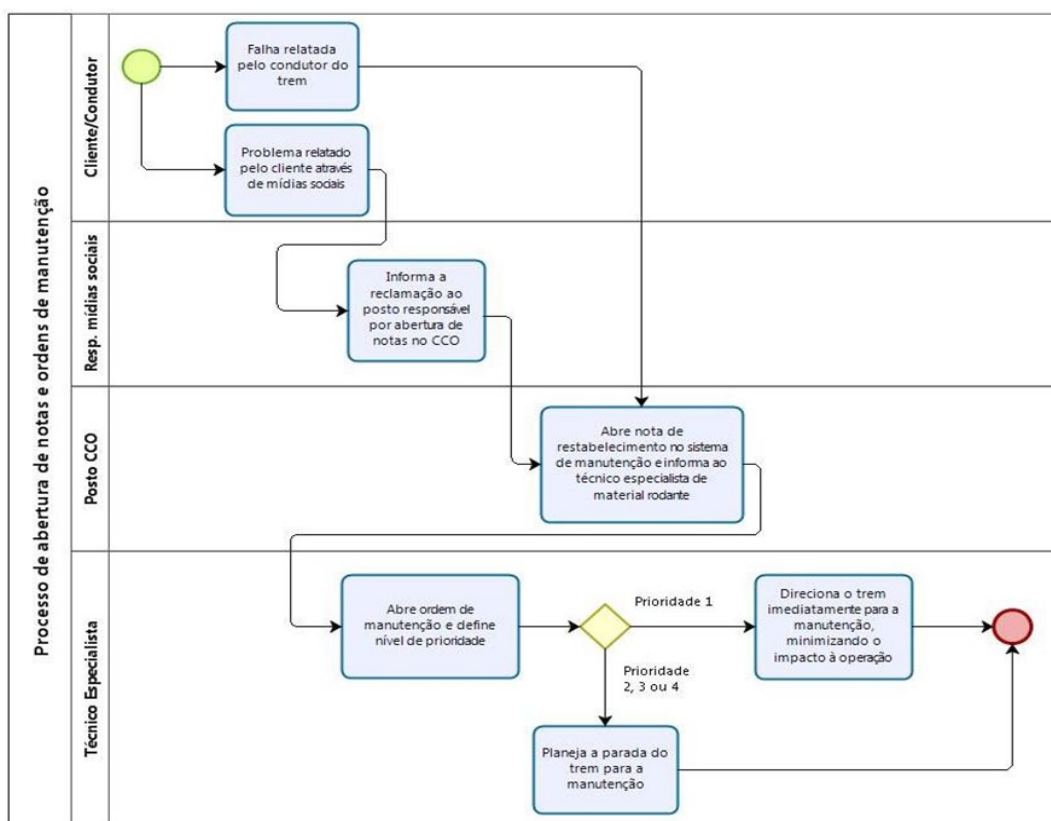 Processo de abertura de notas e ordens de manutenção
Cliente/Condutor
Falha relatada
pelo condutor do
trem
Problema relatado
pelo cliente através
de mídias sociais
Resp. mídias sociais
Informa a
reclamação ao
posto responsável
por abertura de
notas no CCO
Posto CCO
Abre nota de
restabelecimento no sistema
de manutenção e informa ao
técnico especialista de
material rodante
Técnico Especialista
Abre ordem de
manutenção e define
nível de prioridade
Prioridade 1
Direciona o trem
imediatamente para a
manutenção,
minimizando o
impacto à operação
Prioridade
2, 3 ou 4
Planeja a parada do
trem para a
manutenção